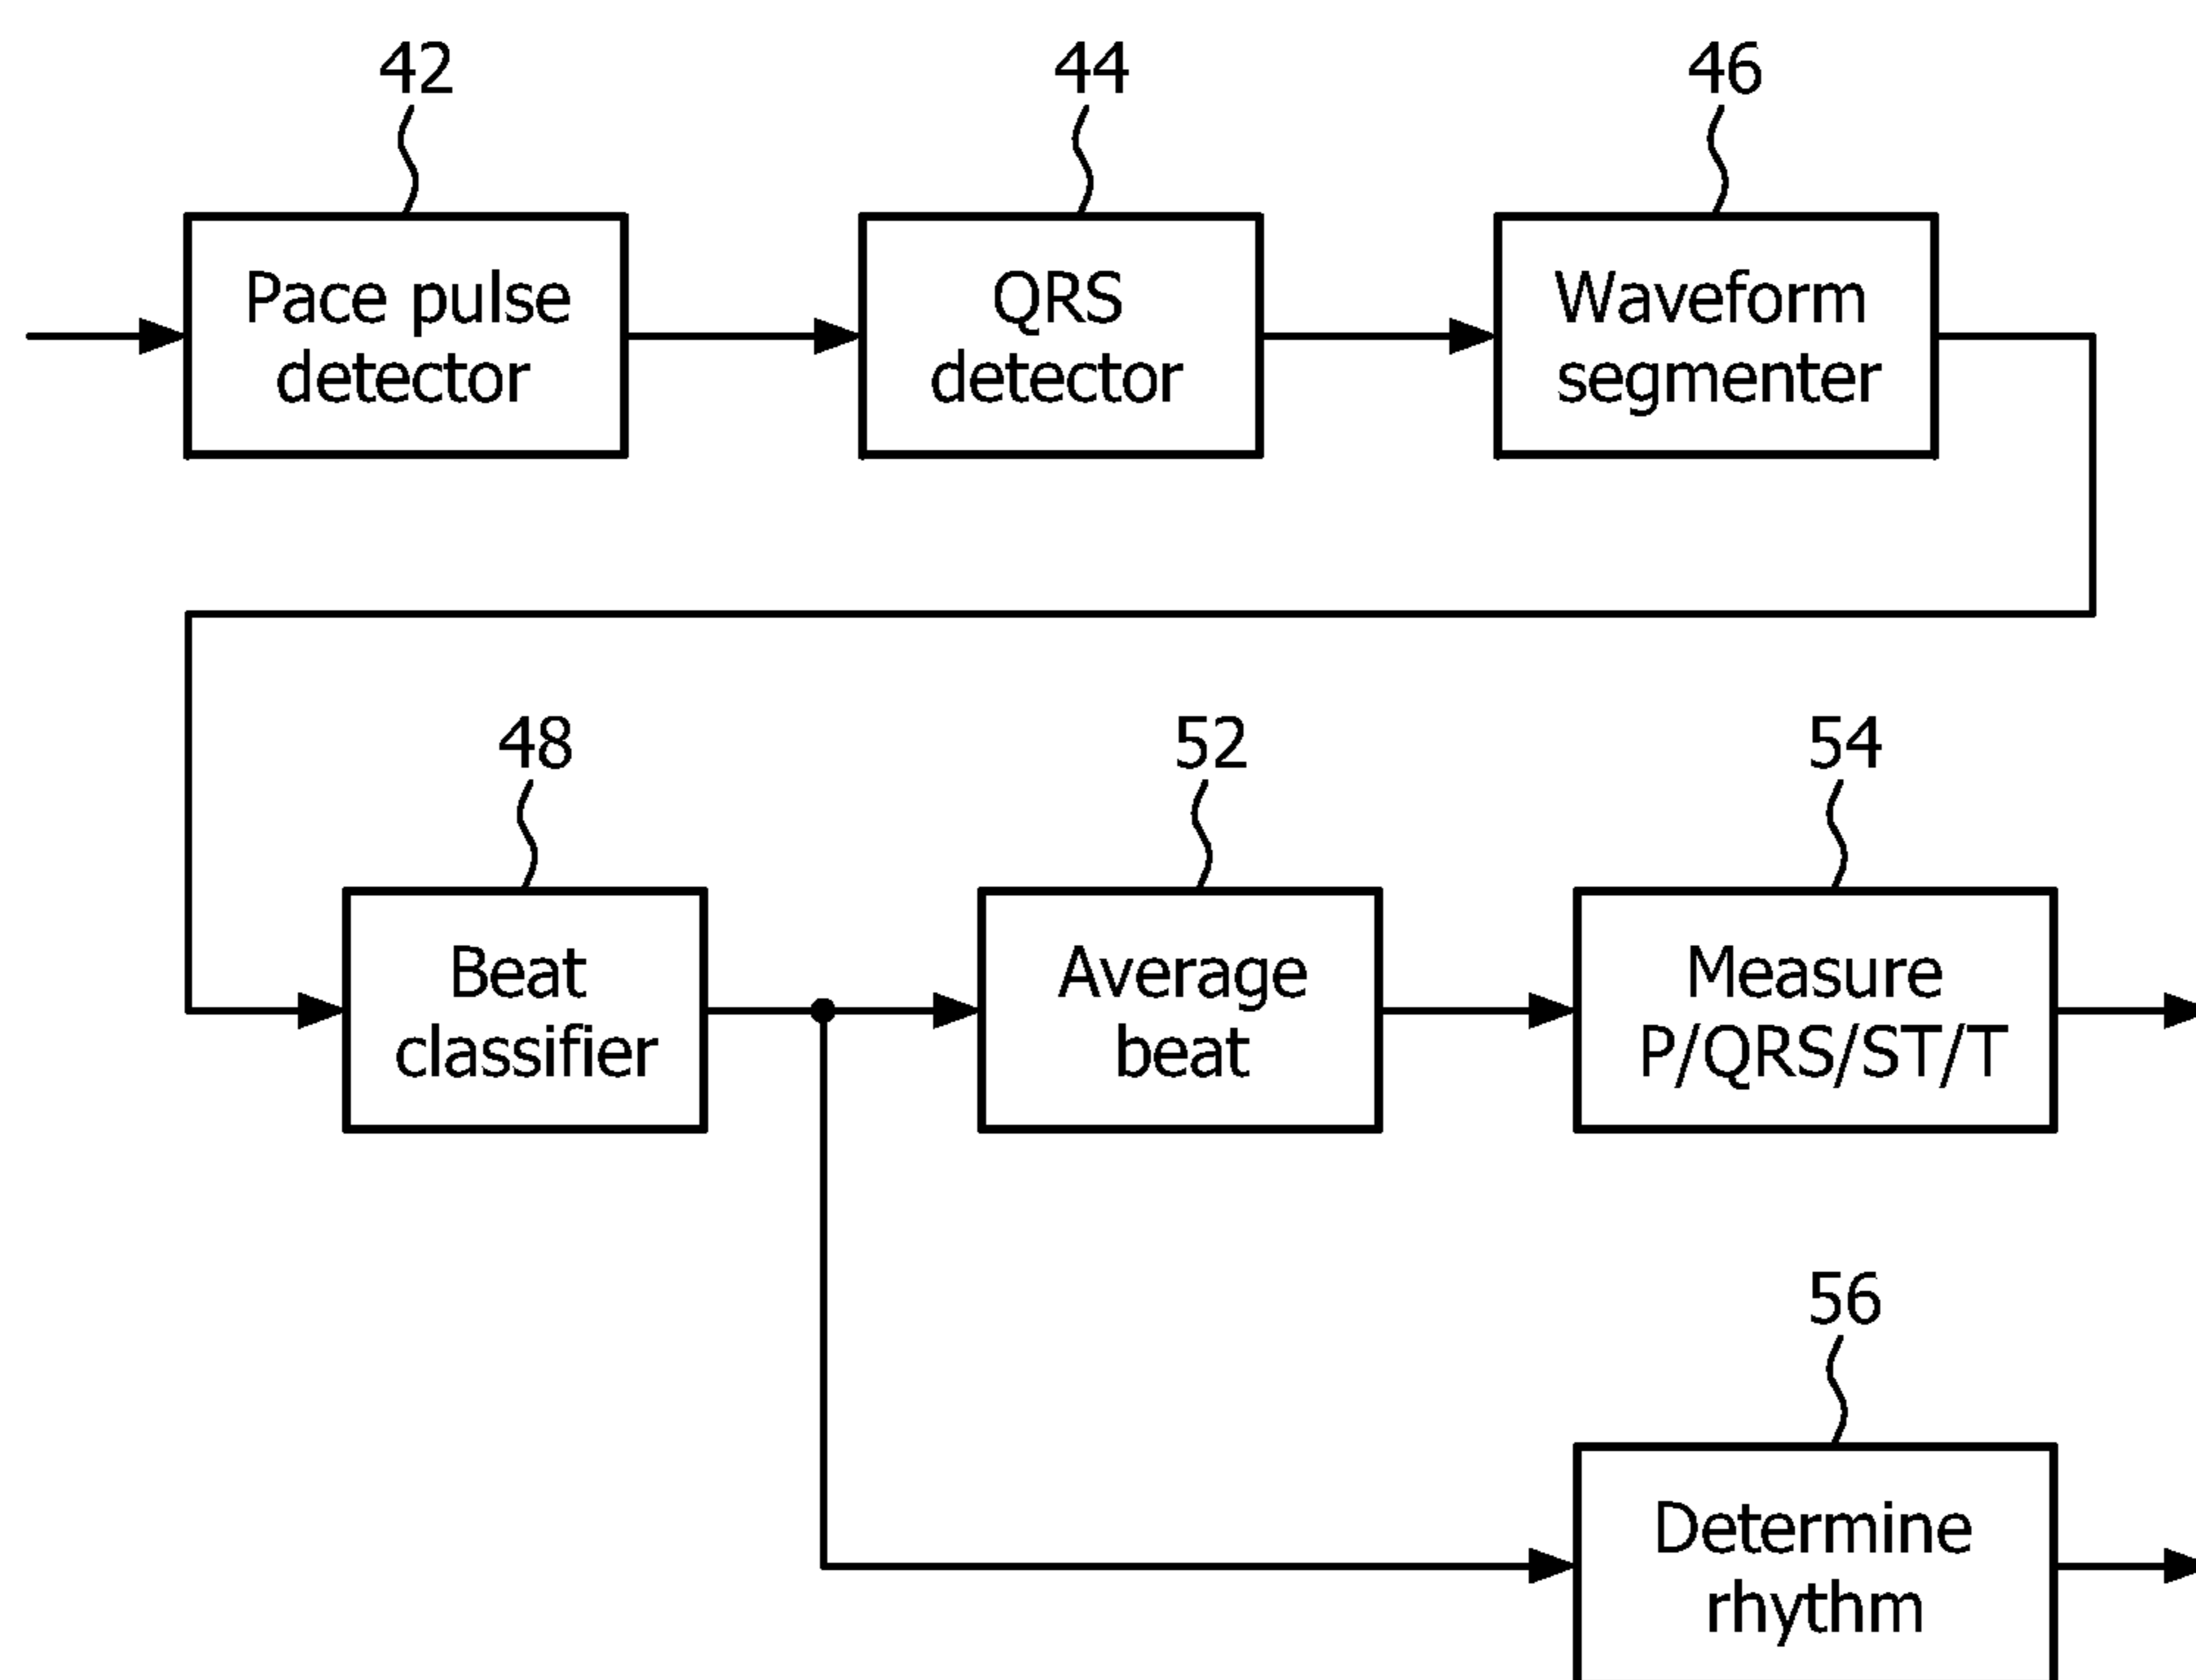 42
44
46
Pace pulse
detector
QRS
detector
Waveform
segmenter
48
52
54
Beat
classifier
Average
beat
Measure
P/QRS/ST/T
56
Determine
rhythm